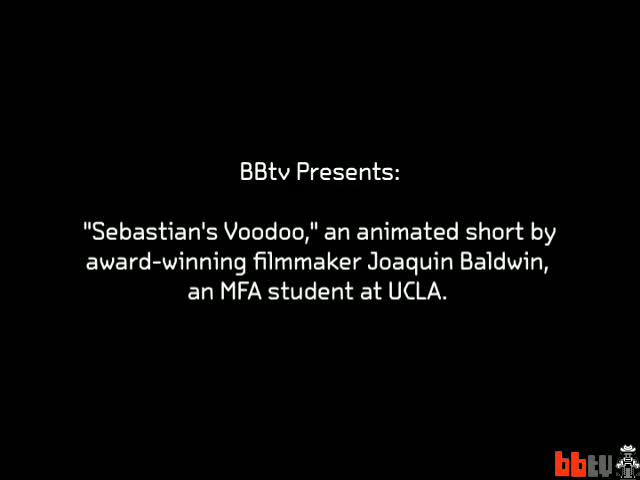 BBtv Presents:
"Sebastian's Voodoo," an animated short by
award-winning filmmaker Joaquin Baldwin,
an MFA student at UCLA.
bbtv